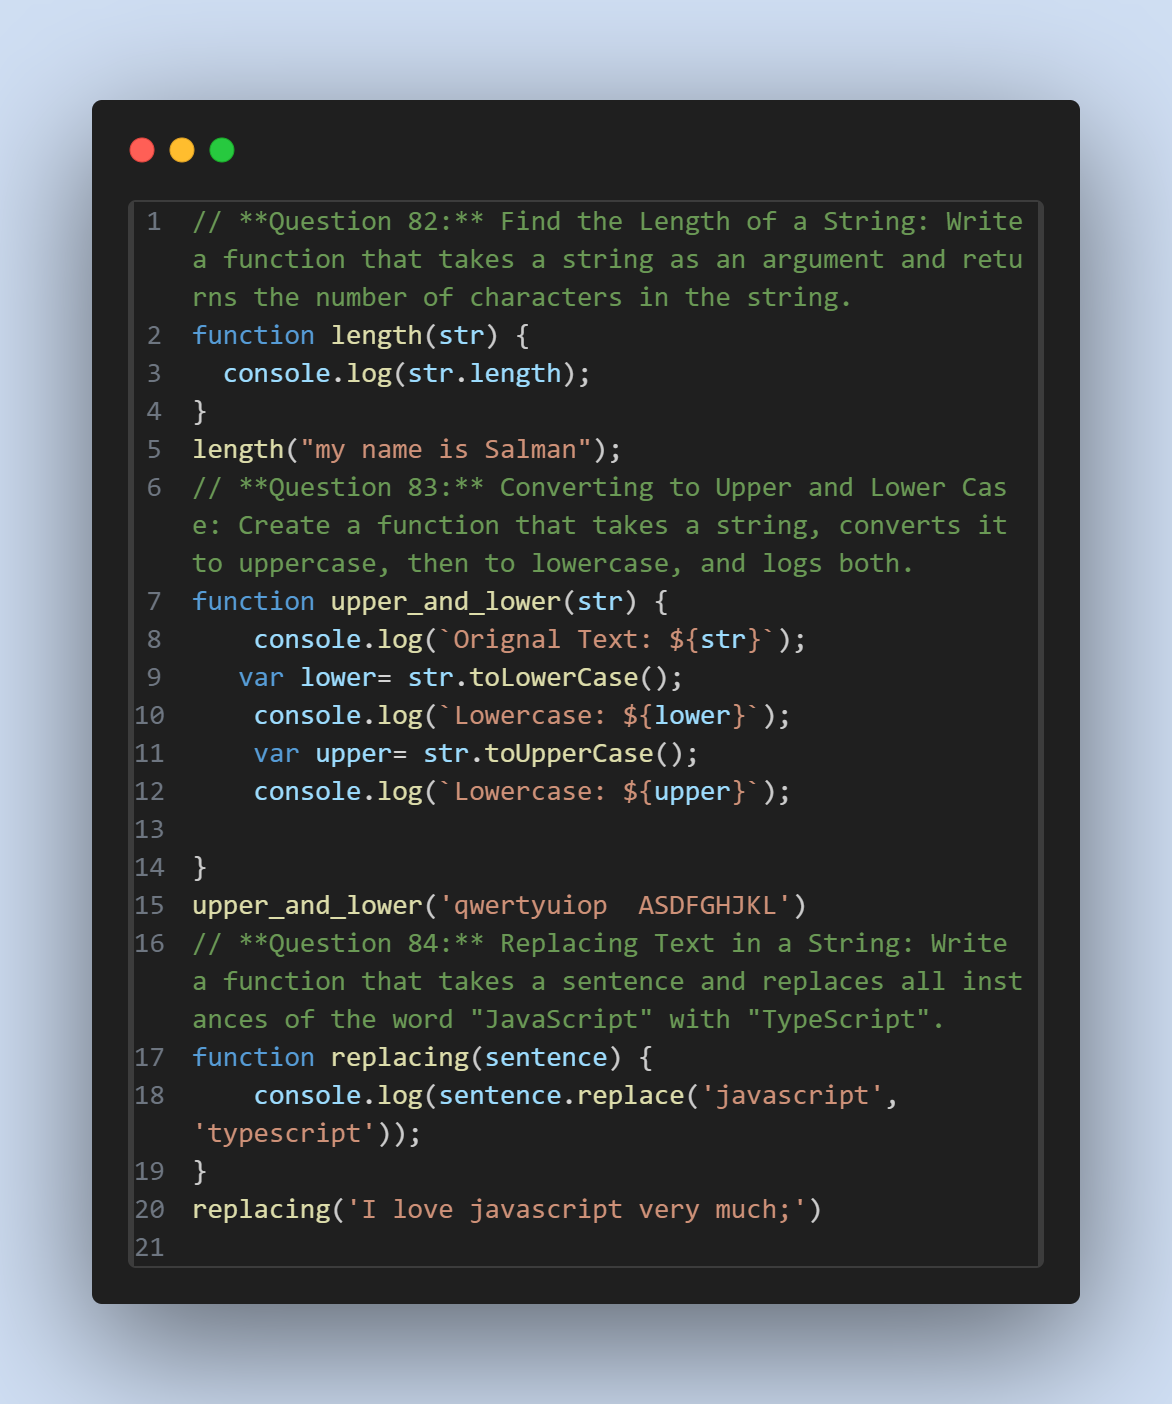 1 // **Question 82:** Find the Length of a String: Write
a function that takes a string as an argument and retu
rns the number of characters in the string.
2 function length(str) {
3   console.log(str.length);
4 }
5 length("my name is Salman");
6 // **Question 83:** Converting to Upper and Lower Cas
e: Create a function that takes a string, converts it
to uppercase, then to lowercase, and logs both.
7 function upper_and_lower(str) {
8     console.log(`Orignal Text: ${str}`);
9    var lower= str.toLowerCase();
10     console.log(`Lowercase: ${lower}`);
11     var upper= str.toUpperCase();
12     console.log(`Lowercase: ${upper}`);
13
14 }
15 upper_and_lower('qwertyuiop  ASDFGHJKL')
16 // **Question 84:** Replacing Text in a String: Write
a function that takes a sentence and replaces all inst
ances of the word "JavaScript" with "TypeScript".
17 function replacing(sentence) {
18     console.log(sentence.replace('javascript',
'typescript'));
19 }
20 replacing('I love javascript very much;')
21